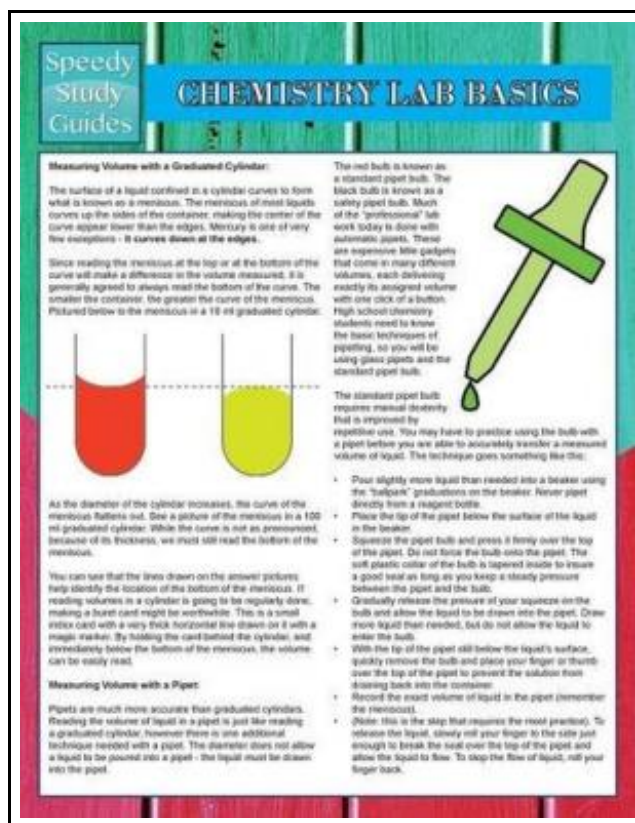 Speedy
Study
Guides
CHEMISTRY LAB BASICS
Measuring Volume with a Graduated Cylinder:
The surface of a liquid confined in a cylindar curves to form
what is known as a meniscus. The meniscus of most liquids
curves up the sides of the container, making the center of the
curve appear lower than the edges. Mercury is one of very
few exceptions - it curves down at the edges.
Since reading the meniscus at the top or at the bottom of the
curve will make a difference in the volume measured, it is
generally agreed to always read the bottom of the curve. The
smaller the container, the greater the curve of the meniscus.
Pictured below is the meniscus in a 10 ml graduated cylindar.
As the diameter of the cylindar increases, the curve of the
meniscus flattens out. See a picture of the meniscus in a 100
ml graduated cylindar. While the curve is not as pronounced,
because of its thickness, we must still read the bottom of the
meniscus.
You can see that the lines drawn on the answer pictures
help identify the location of the bottom of the meniscus. If
reading volumes in a cylindar is going to be regularly done,
making a buret card might be worthwhile. This is a small
index card with a very thick horizontal line drawn on it with a
magic marker. By holding the card behind the cylindar, and
immediately below the bottom of the meniscus, the volume
can be easily read.
Measuring Volume with a Pipet:
Pipets are much more accurate than graduated cylindars.
Reading the volume of liquid in a pipet is just like reading
a graduated cylindar, however there is one additional
technique needed with a pipet. The diameter does not allow
a liquid to be poured into a pipet - the liquid must be drawn
into the pipet.
The red bulb is known as
a standard pipet bulb. The
black bulb is known as a
safety pipet bulb. Much
of the "professional" lab
work today is done with
automatic pipets. These
are expensive little gadgets
that come in many different
volumes, each delivering
exactly its assigned volume
with one click of a button.
High school chemistry
students need to know
the basic techniques of
pipetting, so you will be
using glass pipets and the
standard pipet bulb.
The standard pipet bulb
requires manual dexterity
that is improved by
repetitive use. You may have to practice using the bulb with
a pipet before you are able to accurately transfer a measured
volume of liquid. The technique goes something like this:
• Pour slightly more liquid than needed into a beaker using
the "ballpark" graduations on the beaker. Never pipet
directly from a reagent bottle.
• Place the tip of the pipet below the surface of the liquid
in the beaker.
• Squeeze the pipet bulb and press it firmly over the top
of the pipet. Do not force the bulb onto the pipet. The
soft plastic collar of the bulb is tapered inside to insure
a good seal as long as you keep a steady pressure
between the pipet and the bulb.
• Gradually release the presure of your squeeze on the
bulb and allow the liquid to be drawn into the pipet. Draw
more liquid than needed, but do not allow the liquid to
enter the bulb.
• With the tip of the pipet still below the liquid's surface,
quickly remove the bulb and place your finger or thumb
over the top of the pipet to prevent the solution from
draining back into the container.
• Record the exact volume of liquid in the pipet (remember
the meniscus).
• (Note: this is the step that requires the most practice). To
release the liquid, slowly roll your finger to the side just
enough to break the seal over the top of the pipet and
allow the liquid to flow. To stop the flow of liquid, roll your
finger back.